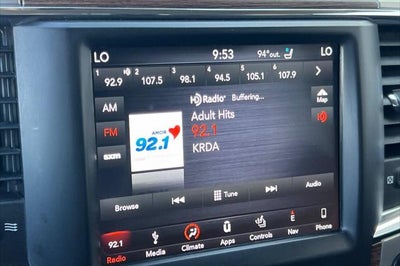 LO 9:53 94°out. LO
1 2 3 4 5 6
92.9 107.5 98.1 94.5 105.1 107.9
AM
FM
sxm
AMOR
92.1
HD Radio Buffering...
Adult Hits
92.1
KRDA
Map
Browse Tune Audio
92.1
Radio Media Climate Apps Controls Nav Phone
E